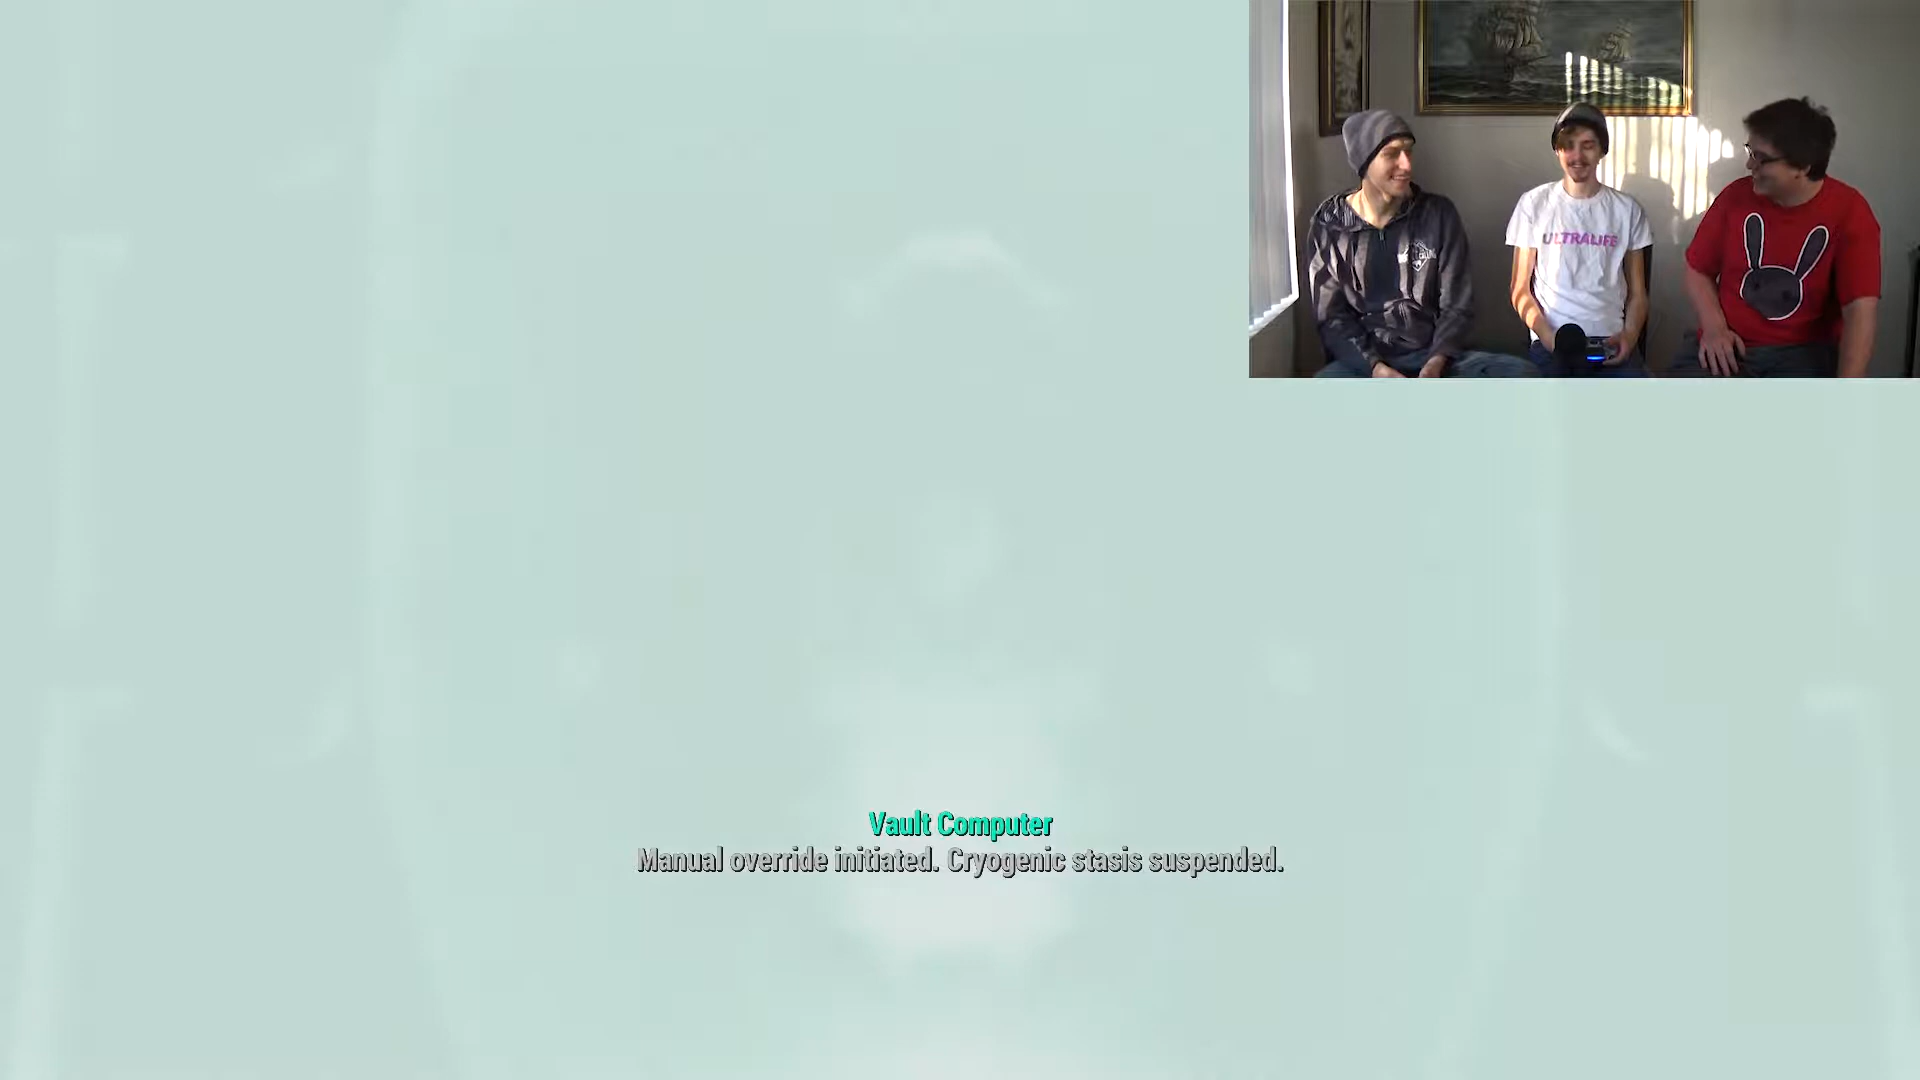 ULTRALIFE
Vault Computer
Manual override initiated. Cryogenic stasis suspended.